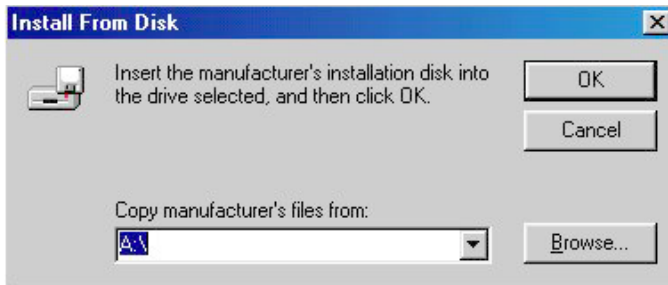 Install From Disk
Insert the manufacturer's installation disk into
the drive selected, and then click OK.
OK
Cancel
Copy manufacturer's files from:
A:\
Browse...